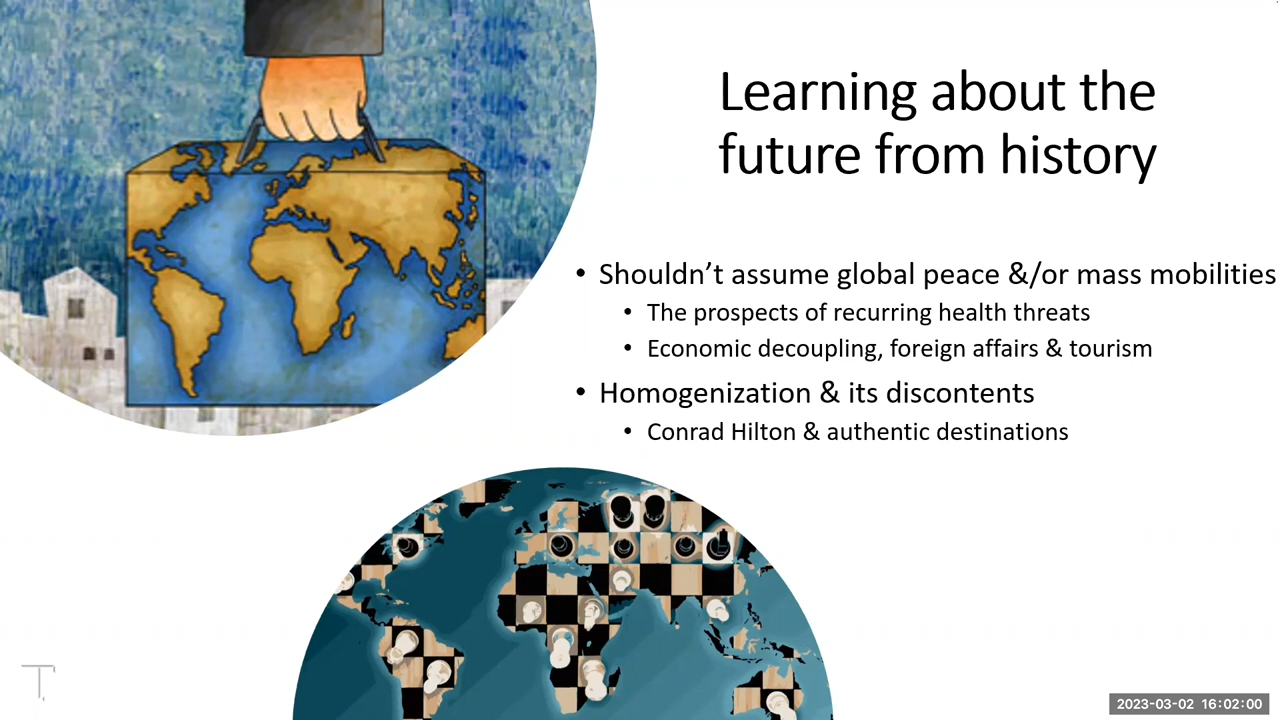 Learning about the
future from history
• Shouldn’t assume global peace &/or mass mobilities
• The prospects of recurring health threats
• Economic decoupling, foreign affairs & tourism
• Homogenization & its discontents
• Conrad Hilton & authentic destinations
T
2023-03-02 16:02:00